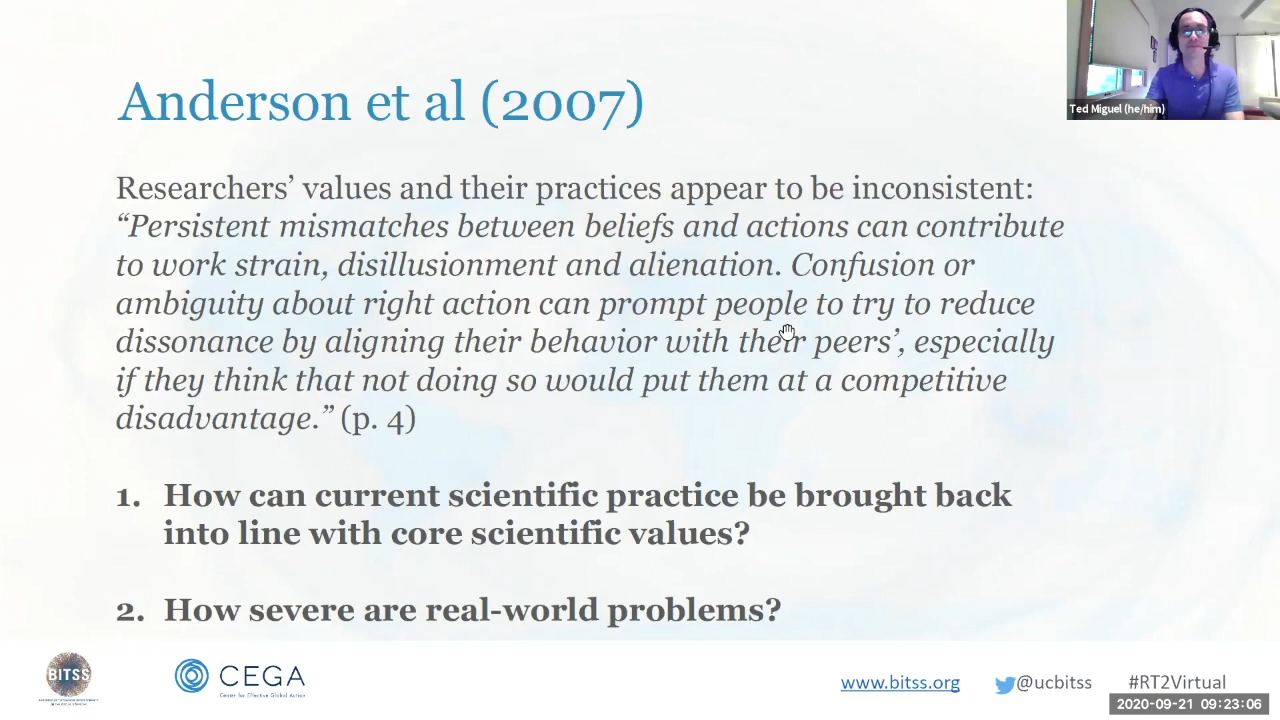 Ted Miguel (he/him)
Anderson et al (2007)
Researchers’ values and their practices appear to be inconsistent:
“Persistent mismatches between beliefs and actions can contribute
to work strain, disillusionment and alienation. Confusion or
ambiguity about right action can prompt people to try to reduce
dissonance by aligning their behavior with their peers’, especially
if they think that not doing so would put them at a competitive
disadvantage.” (p. 4)
1. How can current scientific practice be brought back
into line with core scientific values?
2. How severe are real-world problems?
BITSS
CEGA
Center for Effective Global Action
www.bitss.org
@ucbitss
#RT2Virtual
2020-09-21 09:23:06